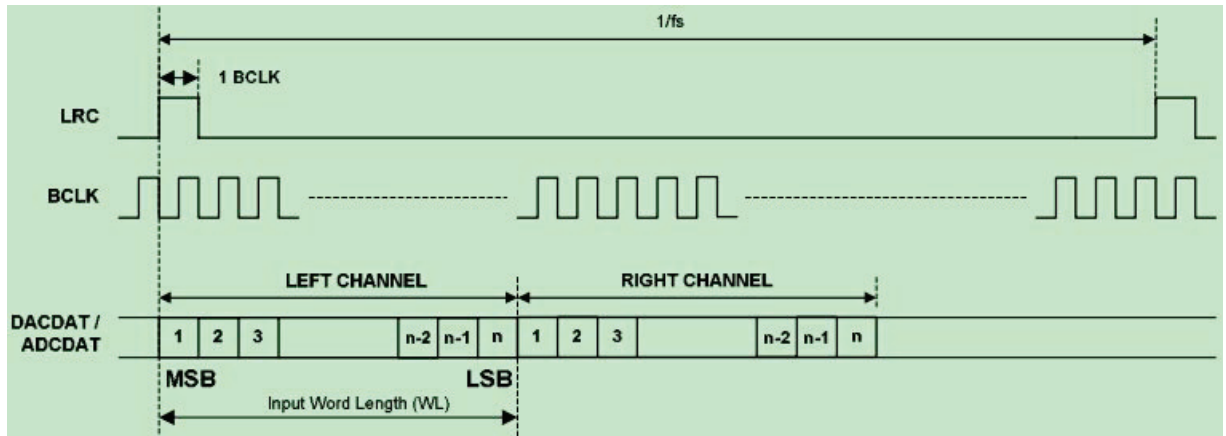 1/fs
1 BCLK
LRC
BCLK
LEFT CHANNEL RIGHT CHANNEL
DACDAT /
ADCDAT
1 2 3 n-2 n-1 n 1 2 3 n-2 n-1 n
MSB LSB
Input Word Length (WL)